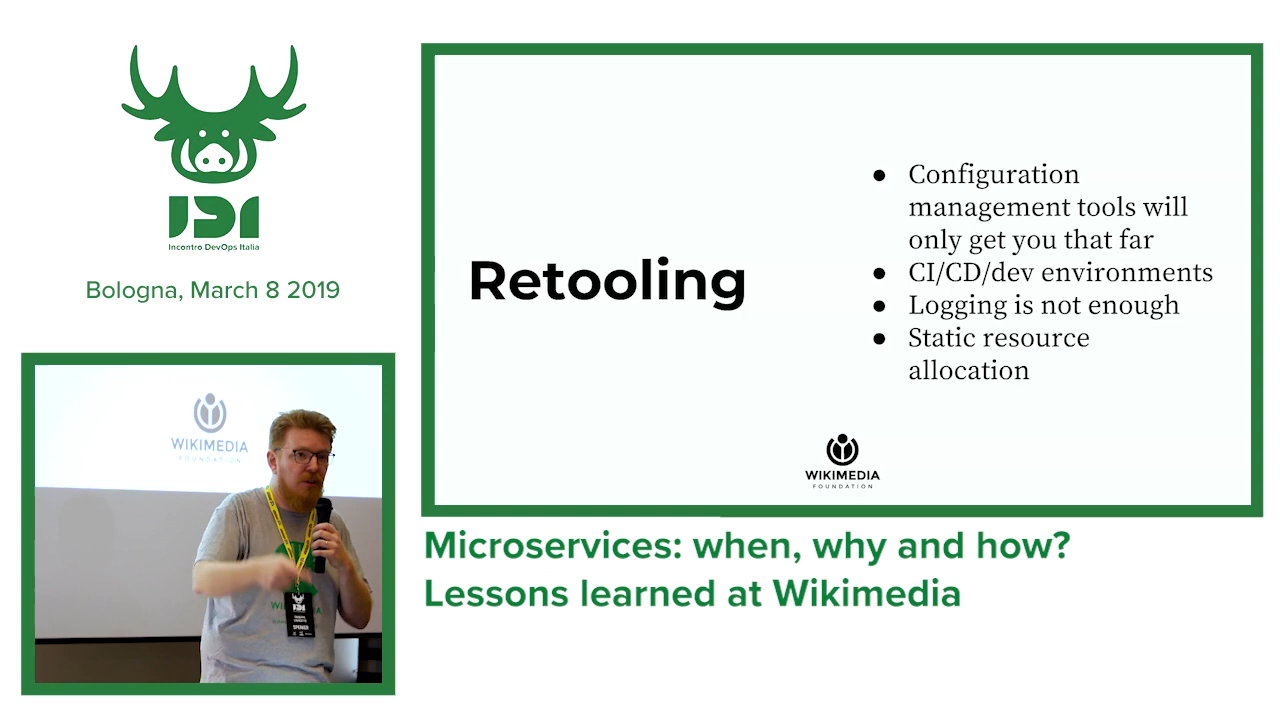 IDI
Incontro DevOps Italia
Bologna, March 8 2019
Retooling
● Configuration
management tools will
only get you that far
● CI/CD/dev environments
● Logging is not enough
● Static resource
allocation
WIKIMEDIA
FOUNDATION
WIKIMEDIA
FOUNDATION
IDI
SPEAKER
Microservices: when, why and how?
Lessons learned at Wikimedia